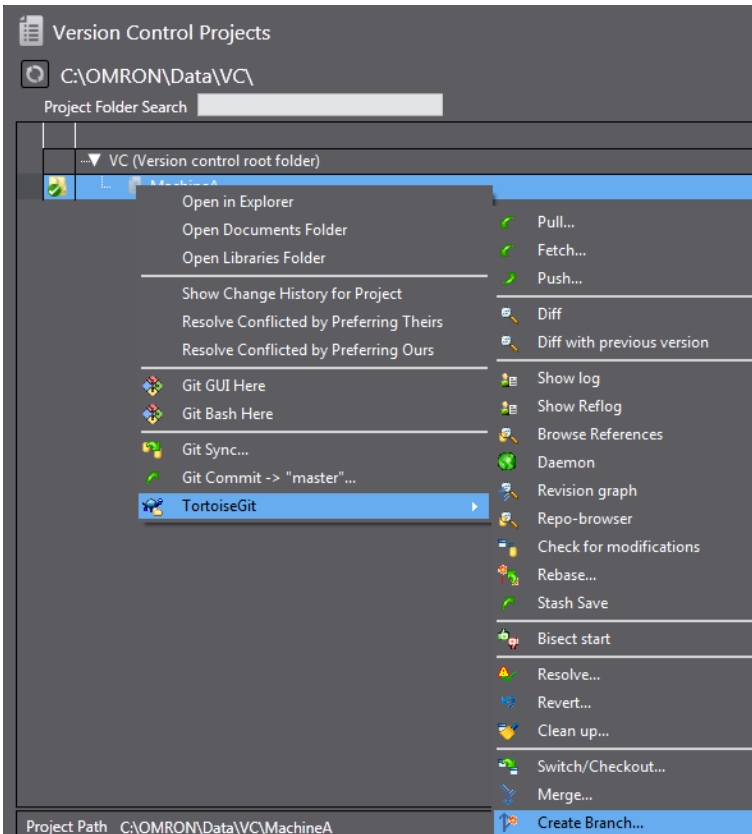 Version Control Projects
C:\OMRON\Data\VC\
Project Folder Search
VC (Version control root folder)
MachineA
Open in Explorer
Open Documents Folder
Open Libraries Folder
Show Change History for Project
Resolve Conflicted by Preferring Theirs
Resolve Conflicted by Preferring Ours
Git GUI Here
Git Bash Here
Git Sync...
Git Commit -> "master"...
TortoiseGit
Pull...
Fetch...
Push...
Diff
Diff with previous version
Show log
Show Reflog
Browse References
Daemon
Revision graph
Repo-browser
Check for modifications
Rebase...
Stash Save
Bisect start
Resolve...
Revert...
Clean up...
Switch/Checkout...
Merge...
Create Branch...
Project Path C:\OMRON\Data\VC\MachineA